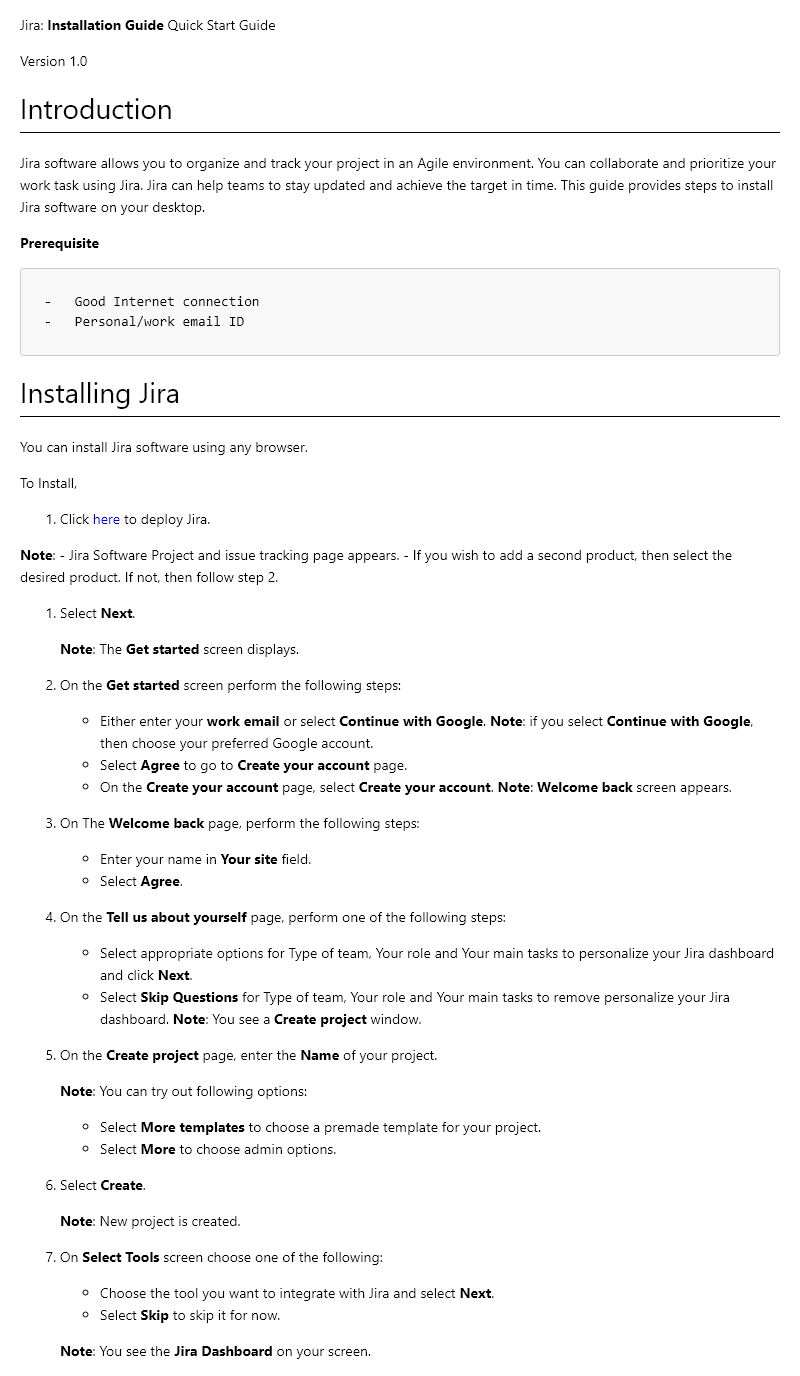 Jira: Installation Guide Quick Start Guide
Version 1.0
Introduction
Jira software allows you to organize and track your project in an Agile environment. You can collaborate and prioritize your
work task using Jira. Jira can help teams to stay updated and achieve the target in time. This guide provides steps to install
Jira software on your desktop.
Prerequisite
- Good Internet connection
- Personal/work email ID
Installing Jira
You can install Jira software using any browser.
To Install,
1. Click here to deploy Jira.
Note: - Jira Software Project and issue tracking page appears. - If you wish to add a second product, then select the
desired product. If not, then follow step 2.
1. Select Next.
Note: The Get started screen displays.
2. On the Get started screen perform the following steps:
◦ Either enter your work email or select Continue with Google. Note: if you select Continue with Google,
then choose your preferred Google account.
◦ Select Agree to go to Create your account page.
◦ On the Create your account page, select Create your account. Note: Welcome back screen appears.
3. On The Welcome back page, perform the following steps:
◦ Enter your name in Your site field.
◦ Select Agree.
4. On the Tell us about yourself page, perform one of the following steps:
◦ Select appropriate options for Type of team, Your role and Your main tasks to personalize your Jira dashboard
and click Next.
◦ Select Skip Questions for Type of team, Your role and Your main tasks to remove personalize your Jira
dashboard. Note: You see a Create project window.
5. On the Create project page, enter the Name of your project.
Note: You can try out following options:
◦ Select More templates to choose a premade template for your project.
◦ Select More to choose admin options.
6. Select Create.
Note: New project is created.
7. On Select Tools screen choose one of the following:
◦ Choose the tool you want to integrate with Jira and select Next.
◦ Select Skip to skip it for now.
Note: You see the Jira Dashboard on your screen.